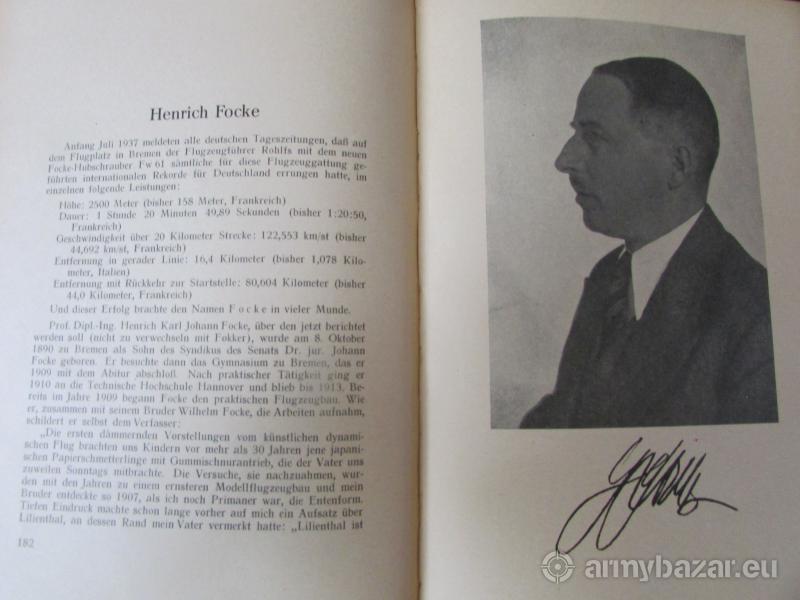 Henrich Focke
Anfang Juli 1937 meldeten alle deutschen Tageszeitungen, daß auf
dem Flugplatz in Bremen der Flugzeugführer Rohlfs mit dem neuen
Focke-Hubschrauber Fw 61 sämtliche für diese Flugzeuggattung ge-
führten internationalen Rekorde für Deutschland errungen hatte, im
einzelnen folgende Leistungen:
Höhe: 2500 Meter (bisher 158 Meter, Frankreich)
Dauer: 1 Stunde 20 Minuten 49,89 Sekunden (bisher 1:20:50,
Frankreich)
Geschwindigkeit über 20 Kilometer Strecke: 122,553 km/st (bisher
44,692 km/st, Frankreich)
Entfernung in gerader Linie: 16,4 Kilometer (bisher 1,078 Kilo-
meter, Italien)
Entfernung mit Rückkehr zur Startstelle: 80,604 Kilometer (bisher
44,0 Kilometer, Frankreich)
Und dieser Erfolg brachte den Namen Focke in vieler Munde.
Prof. Dipl.-Ing. Henrich Karl Johann Focke, über den jetzt berichtet
werden soll (nicht zu verwechseln mit Fokker), wurde am 8. Oktober
1890 zu Bremen als Sohn des Syndikus des Senats Dr. jur. Johann
Focke geboren. Er besuchte dann das Gymnasium zu Bremen, das er
1909 mit dem Abitur abschloß. Nach praktischer Tätigkeit ging er
1910 an die Technische Hochschule Hannover und blieb bis 1913. Be-
reits im Jahre 1909 begann Focke den praktischen Flugzeugbau. Wie
er, zusammen mit seinem Bruder Wilhelm Focke, die Arbeiten aufnahm,
schildert er selbst dem Verfasser:
„Die ersten dämmernden Vorstellungen vom künstlichen dynami-
schen Flug brachten uns Kindern vor mehr als 30 Jahren jene japani-
schen Papierschmetterlinge mit Gummischnurantrieb, die der Vater uns
zuweilen Sonntags mitbrachte. Die Versuche, sie nachzuahmen, wur-
den mit den Jahren zu einem ernsteren Modellflugzeugbau und mein
Bruder entdeckte so 1907, als ich noch Primaner war, die Entenform.
Tiefen Eindruck machte schon lange vorher auf mich ein Aufsatz über
Lilienthal, an dessen Rand mein Vater vermerkt hatte: „Lilienthal ist
182
armybazar.eu